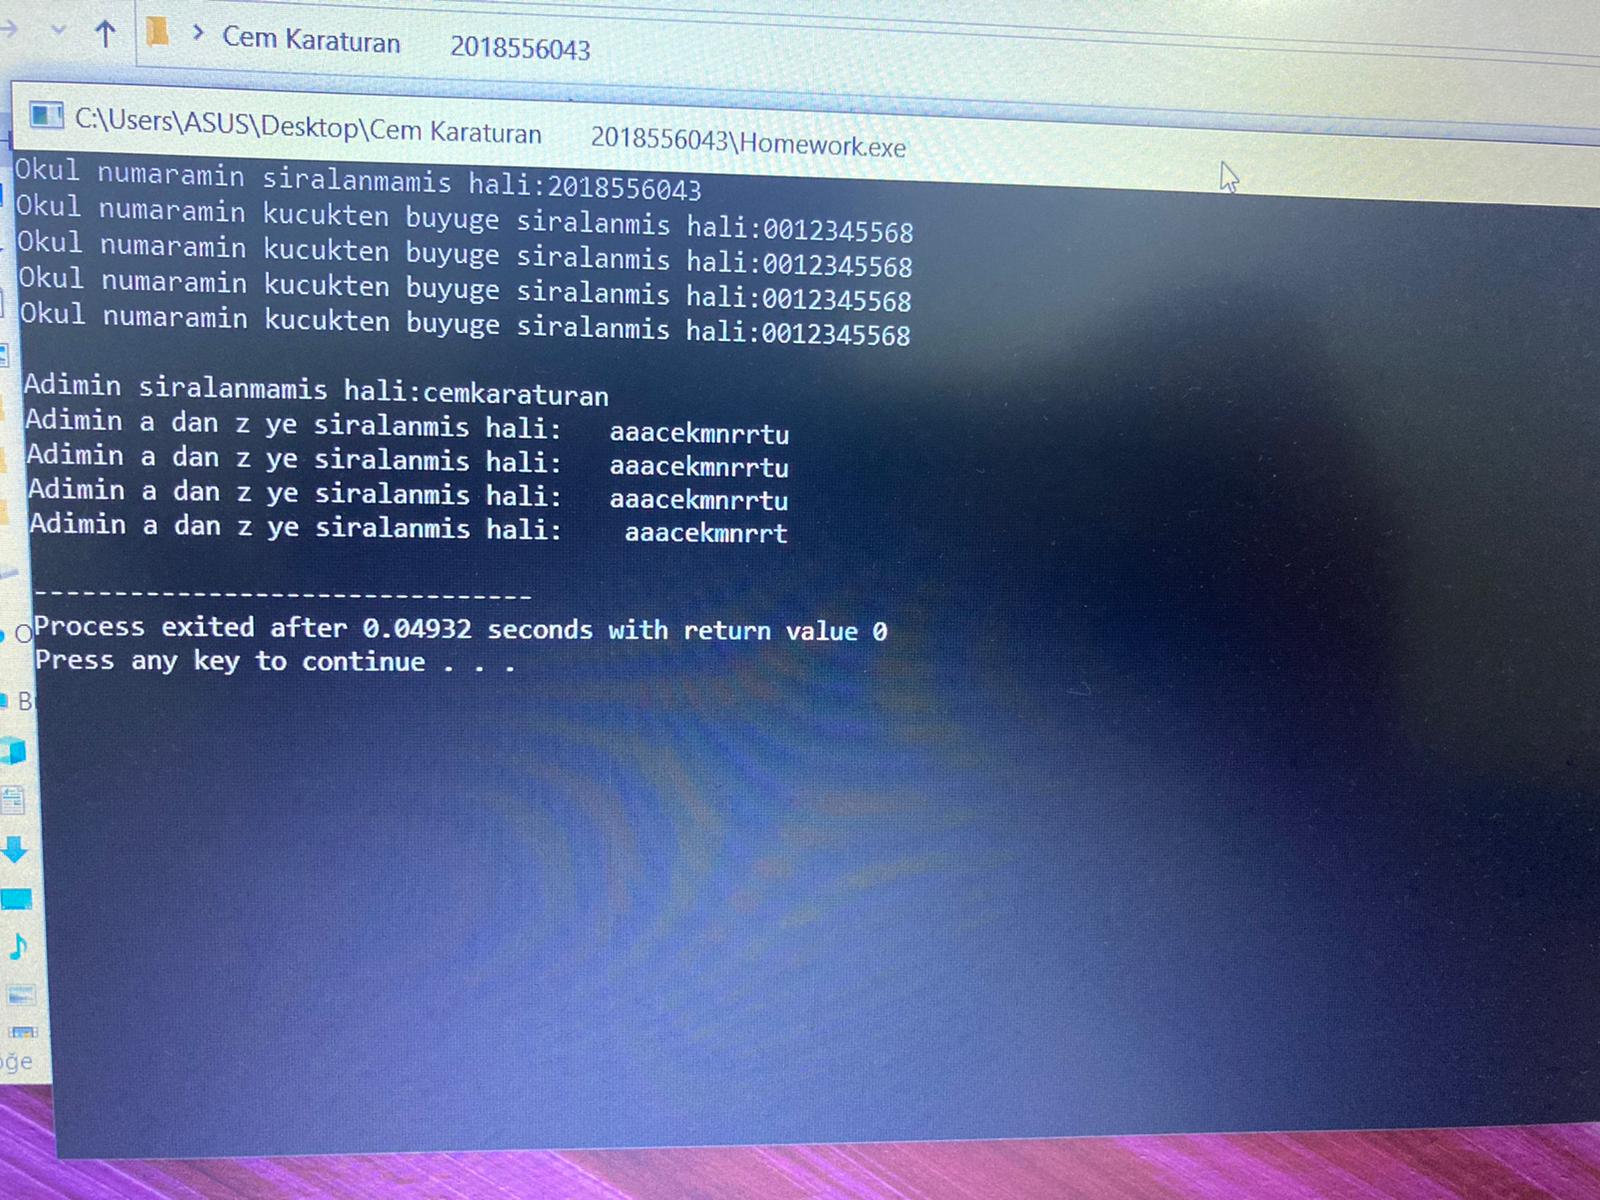 Cem Karaturan 2018556043
C:\Users\ASUS\Desktop\Cem Karaturan 2018556043\Homework.exe
Okul numaramin siralanmamis hali:2018556043
Okul numaramin kucukten buyuge siralanmis hali:0012345568
Okul numaramin kucukten buyuge siralanmis hali:0012345568
Okul numaramin kucukten buyuge siralanmis hali:0012345568
Okul numaramin kucukten buyuge siralanmis hali:0012345568
Adimin siralanmamis hali:cemkaraturan
Adimin a dan z ye siralanmis hali: aaacekmnrrtu
Adimin a dan z ye siralanmis hali: aaacekmnrrtu
Adimin a dan z ye siralanmis hali: aaacekmnrrtu
Adimin a dan z ye siralanmis hali: aaacekmnrrt
--------------------------------
Process exited after 0.04932 seconds with return value 0
Press any key to continue . . .